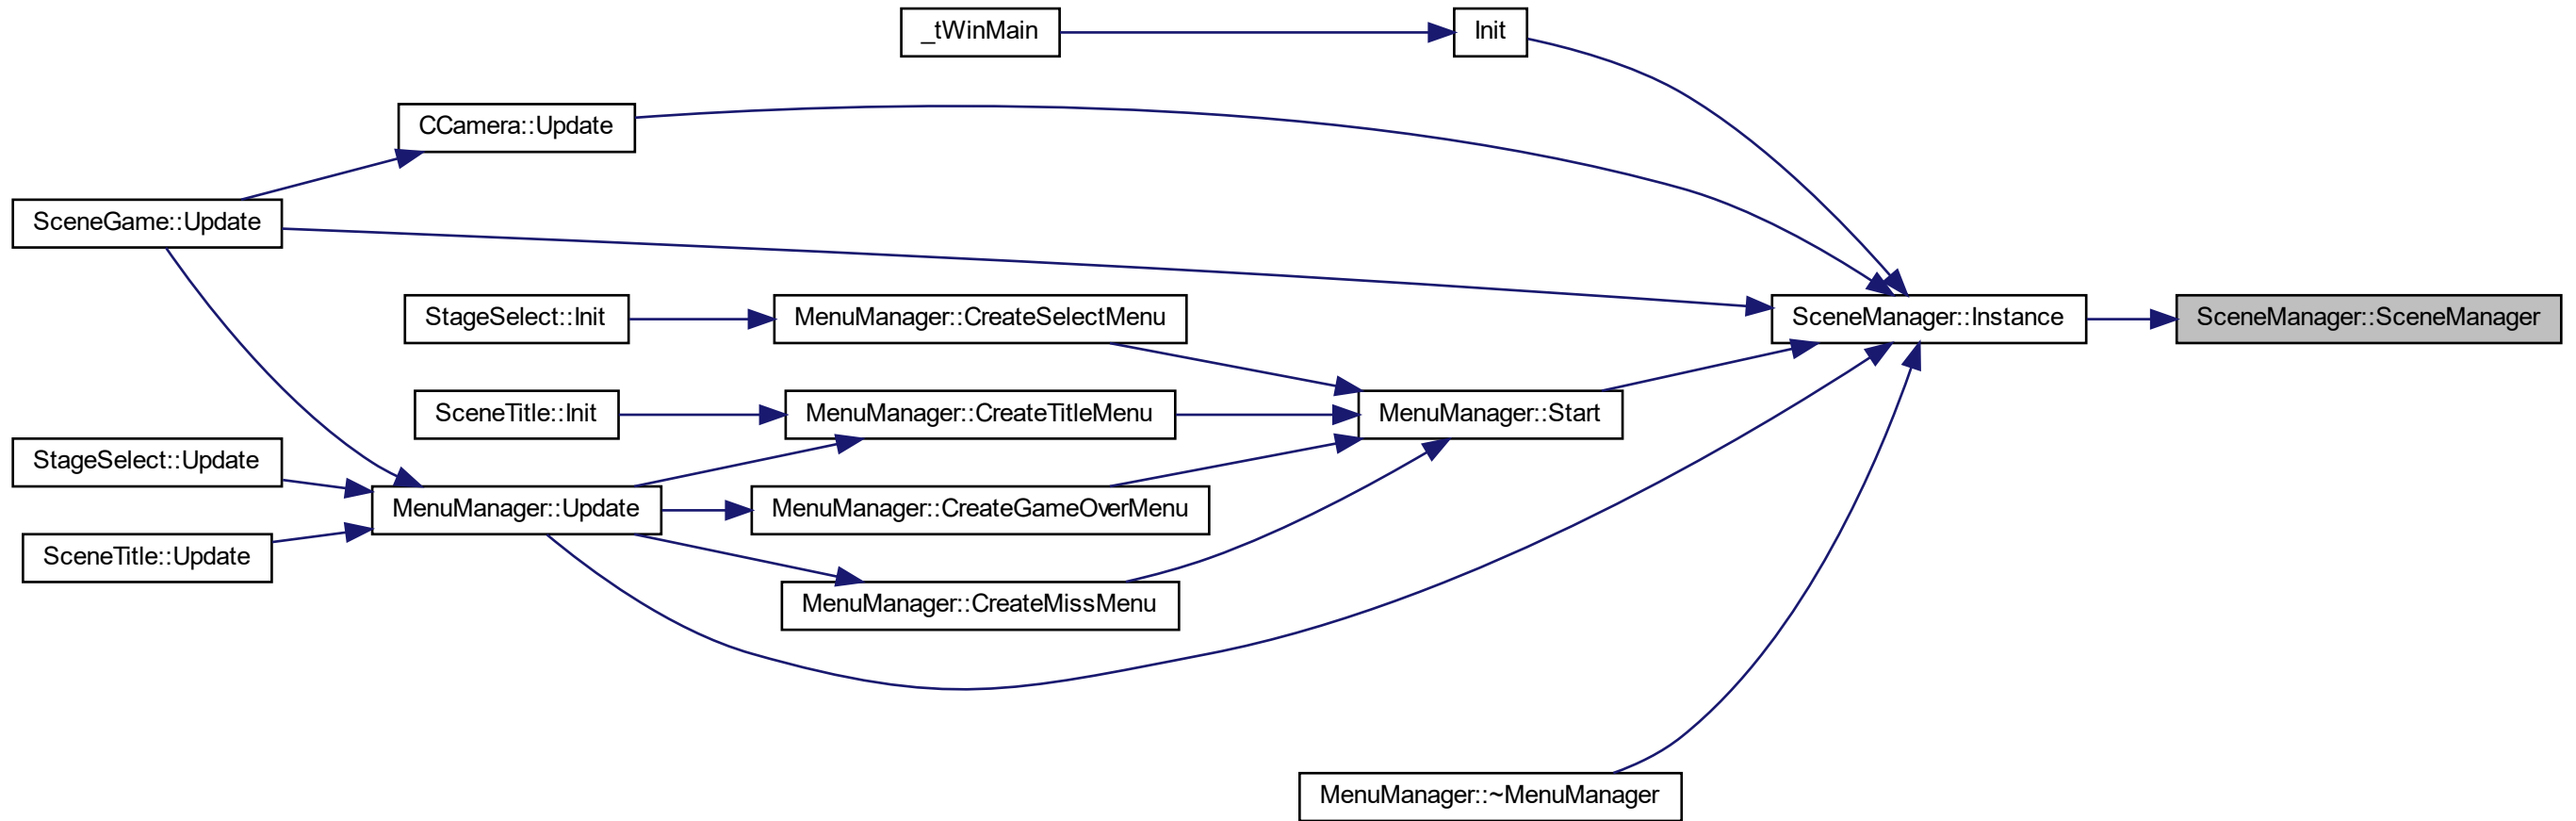 _tWinMain
Init
CCamera::Update
SceneGame::Update
StageSelect::Init
MenuManager::CreateSelectMenu
SceneManager::Instance
SceneManager::SceneManager
SceneTitle::Init
MenuManager::CreateTitleMenu
MenuManager::Start
StageSelect::Update
MenuManager::Update
MenuManager::CreateGameOverMenu
SceneTitle::Update
MenuManager::CreateMissMenu
MenuManager::~MenuManager